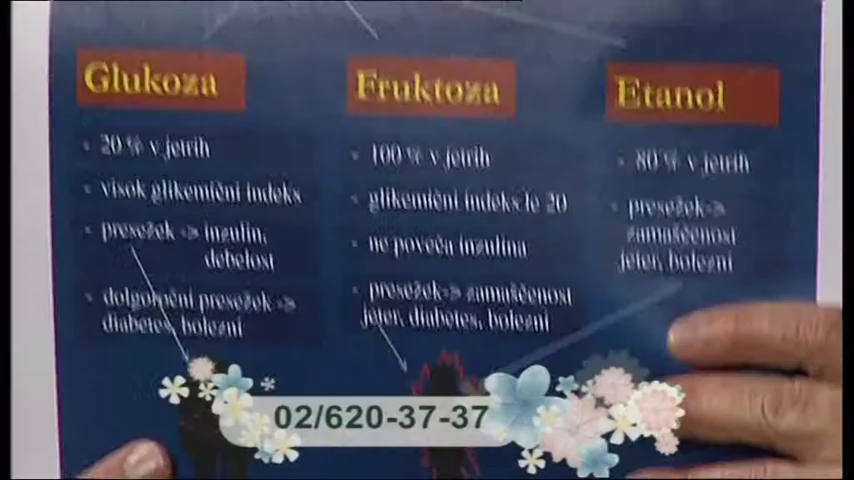 Glukoza
- 20 % v jetrih
- visok glikemični indeks
- presežek -> inzulin,
debelost
- dolgoročni presežek ->
diabetes, bolezni
Fruktoza
- 100 % v jetrih
- glikemični indeks le 20
- ne poveča inzulina
- presežek -> zamaščenost
jeter, diabetes, bolezni
Etanol
- 80 % v jetrih
- presežek ->
zamaščenost
jeter, bolezni
02/620-37-37